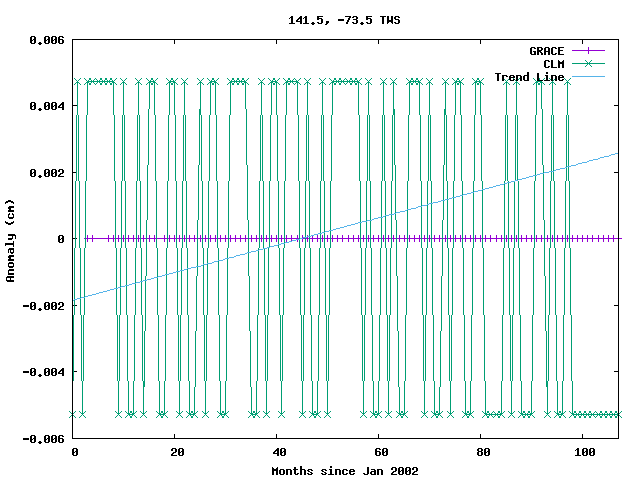 141.5, -73.5 TWS
0.006
0.004
0.002
0
-0.002
-0.004
-0.006
Anomaly (cm)
GRACE
CLM
Trend Line
0 20 40 60 80 100
Months since Jan 2002